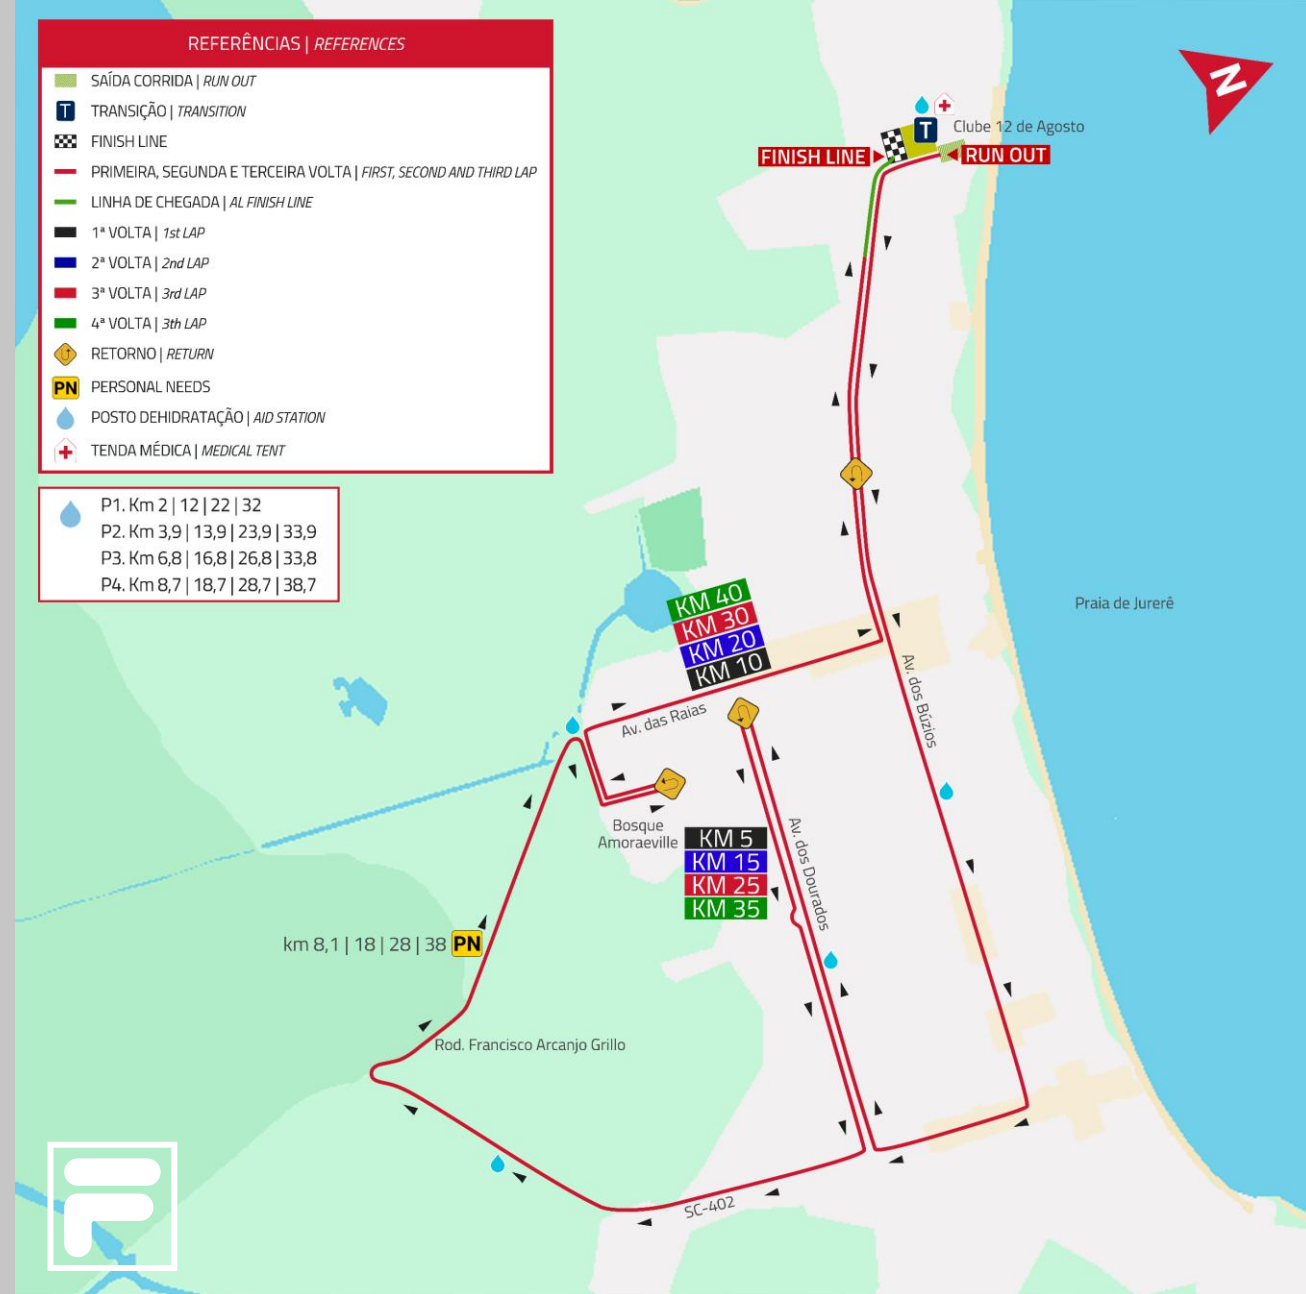 REFERÊNCIAS | REFERENCES
SAÍDA CORRIDA | RUN OUT
T TRANSIÇÃO | TRANSITION
FINISH LINE
PRIMEIRA, SEGUNDA E TERCEIRA VOLTA | FIRST, SECOND AND THIRD LAP
LINHA DE CHEGADA | AL FINISH LINE
1ª VOLTA | 1st LAP
2ª VOLTA | 2nd LAP
3ª VOLTA | 3rd LAP
4ª VOLTA | 3th LAP
RETORNO | RETURN
PN PERSONAL NEEDS
POSTO DEHIDRATAÇÃO | AID STATION
TENDA MÉDICA | MEDICAL TENT
P1. Km 2 | 12 | 22 | 32
P2. Km 3,9 | 13,9 | 23,9 | 33,9
P3. Km 6,8 | 16,8 | 26,8 | 33,8
P4. Km 8,7 | 18,7 | 28,7 | 38,7
N
T
Clube 12 de Agosto
FINISH LINE
RUN OUT
Praia de Jurerê
KM 40
KM 30
KM 20
KM 10
Av. das Raias
Av. dos Búzios
Bosque
Amoraeville
KM 5
KM 15
KM 25
KM 35
Av. dos Dourados
km 8,1 | 18 | 28 | 38 PN
Rod. Francisco Arcanjo Grillo
SC-402